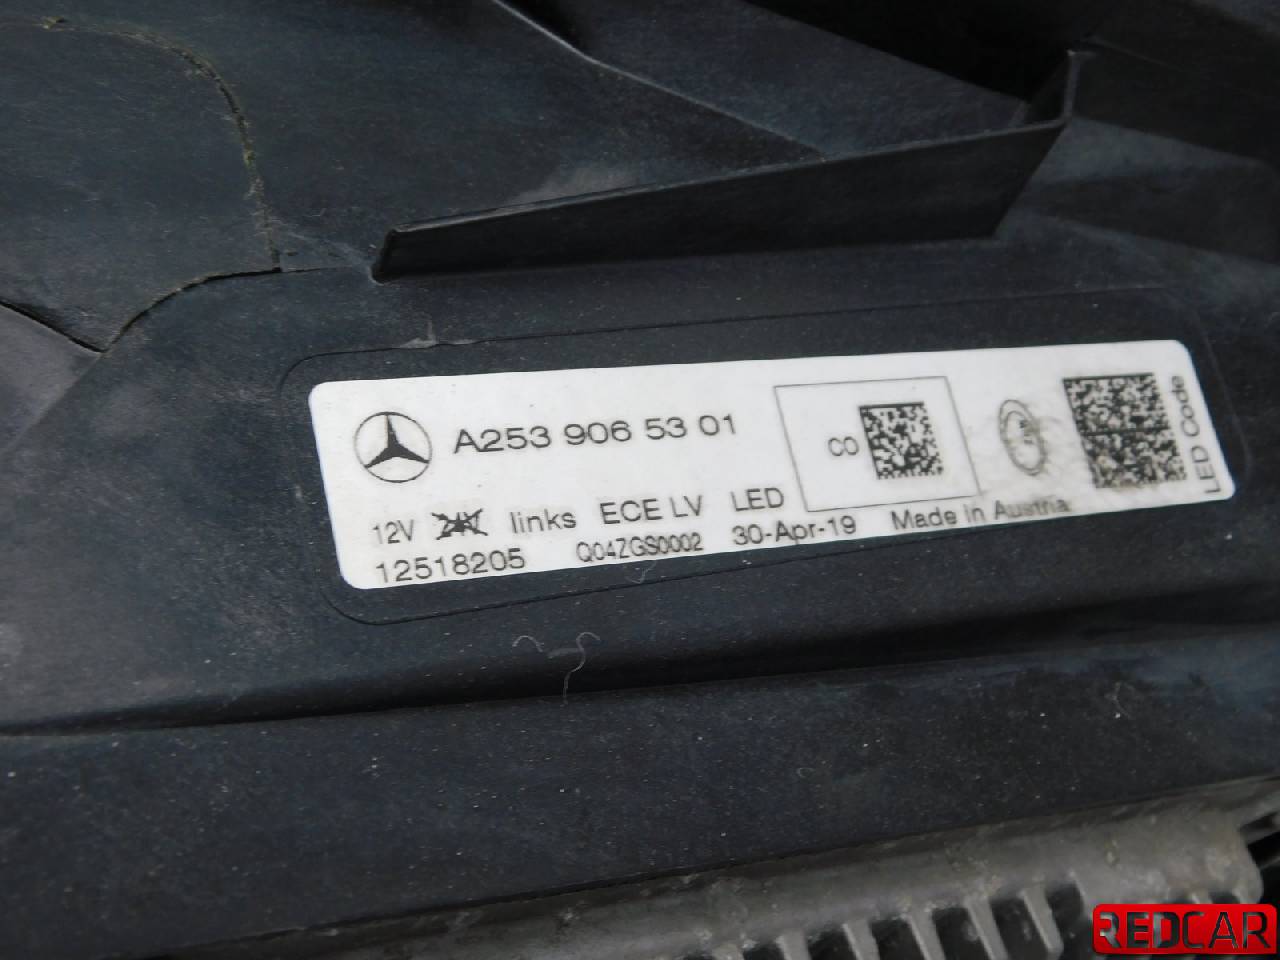 A253 906 53 01
CO
12V 24V links ECE LV LED
12518205 Q04ZGS0002 30-Apr-19 Made in Austria
LED Code
REDCAR